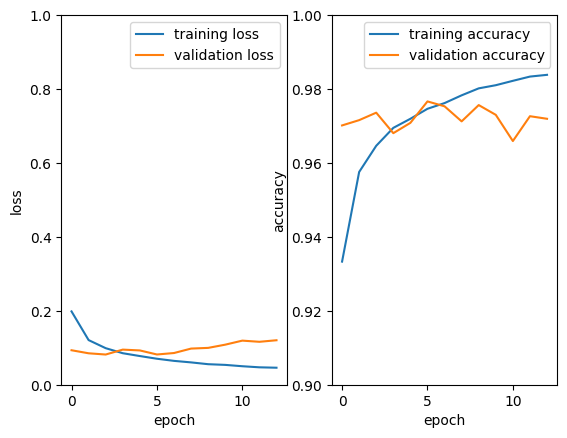 1.0
0.8
0.6
0.4
0.2
0.0
loss
0
5
10
epoch
training loss
validation loss
1.00
0.98
0.96
0.94
0.92
0.90
accuracy
0
5
10
epoch
training accuracy
validation accuracy